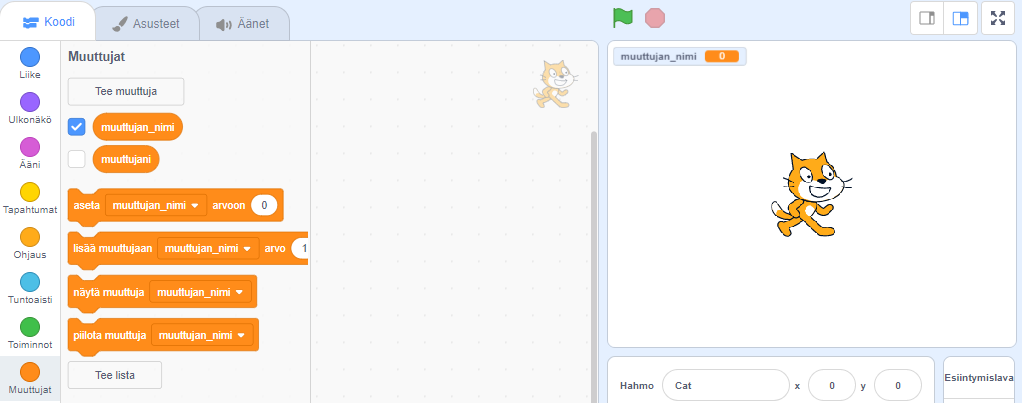 Koodi
Asusteet
Äänet
Liike
Ulkonäkö
Ääni
Tapahtumat
Ohjaus
Tuntoaisti
Toiminnot
Muuttujat
Muuttujat
Tee muuttuja
muuttujan_nimi
muuttujani
aseta muuttujan_nimi arvoon 0
lisää muuttujaan muuttujan_nimi arvo 1
näytä muuttuja muuttujan_nimi
piilota muuttuja muuttujan_nimi
Tee lista
muuttujan_nimi 0
Hahmo Cat x 0 y 0
Esiintymislava